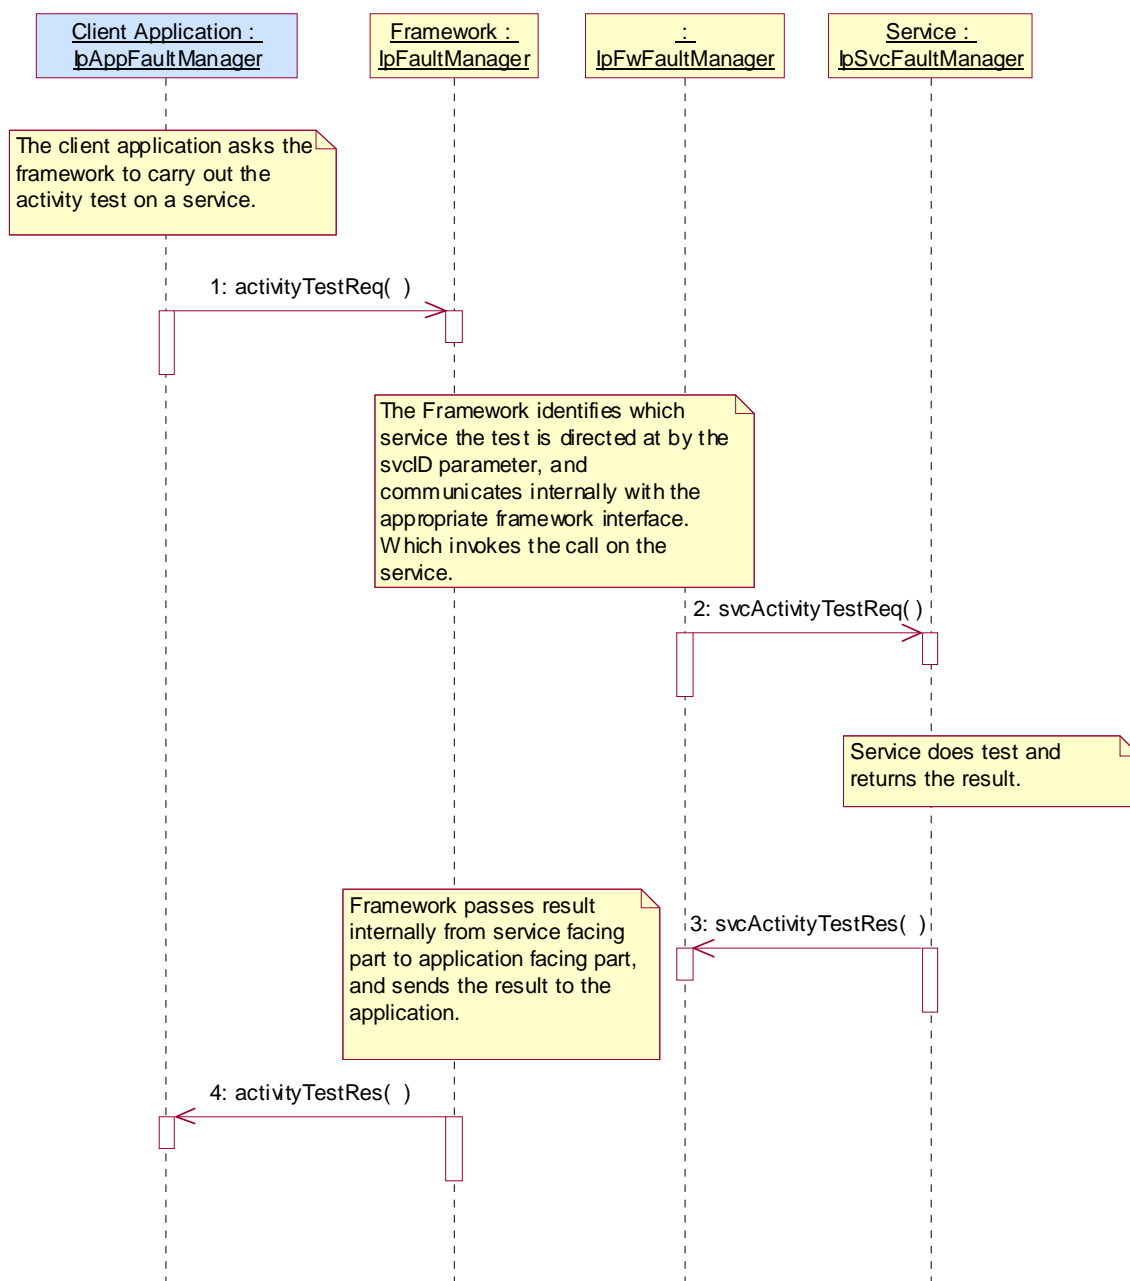 Client Application :
IpAppFaultManager
Framework :
IpFaultManager
:
IpFwFaultManager
Service :
IpSvcFaultManager
The client application asks the
framework to carry out the
activity test on a service.
1: activityTestReq( )
The Framework identifies which
service the test is directed at by the
svcID parameter, and
communicates internally with the
appropriate framework interface.
Which invokes the call on the
service.
2: svcActivityTestReq( )
Service does test and
returns the result.
Framework passes result
internally from service facing
part to application facing part,
and sends the result to the
application.
3: svcActivityTestRes( )
4: activityTestRes( )